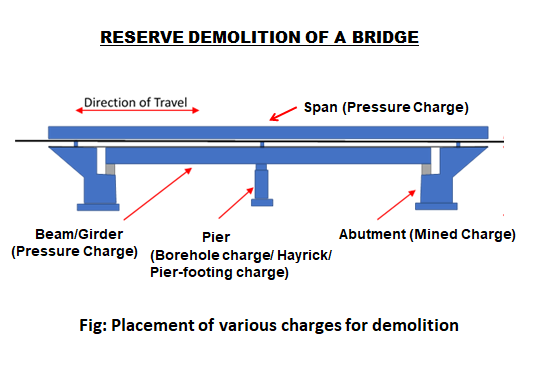 RESERVE DEMOLITION OF A BRIDGE
Direction of Travel
Span (Pressure Charge)
Beam/Girder
(Pressure Charge)
Pier
(Borehole charge/ Hayrick/
Pier-footing charge)
Abutment (Mined Charge)
Fig: Placement of various charges for demolition